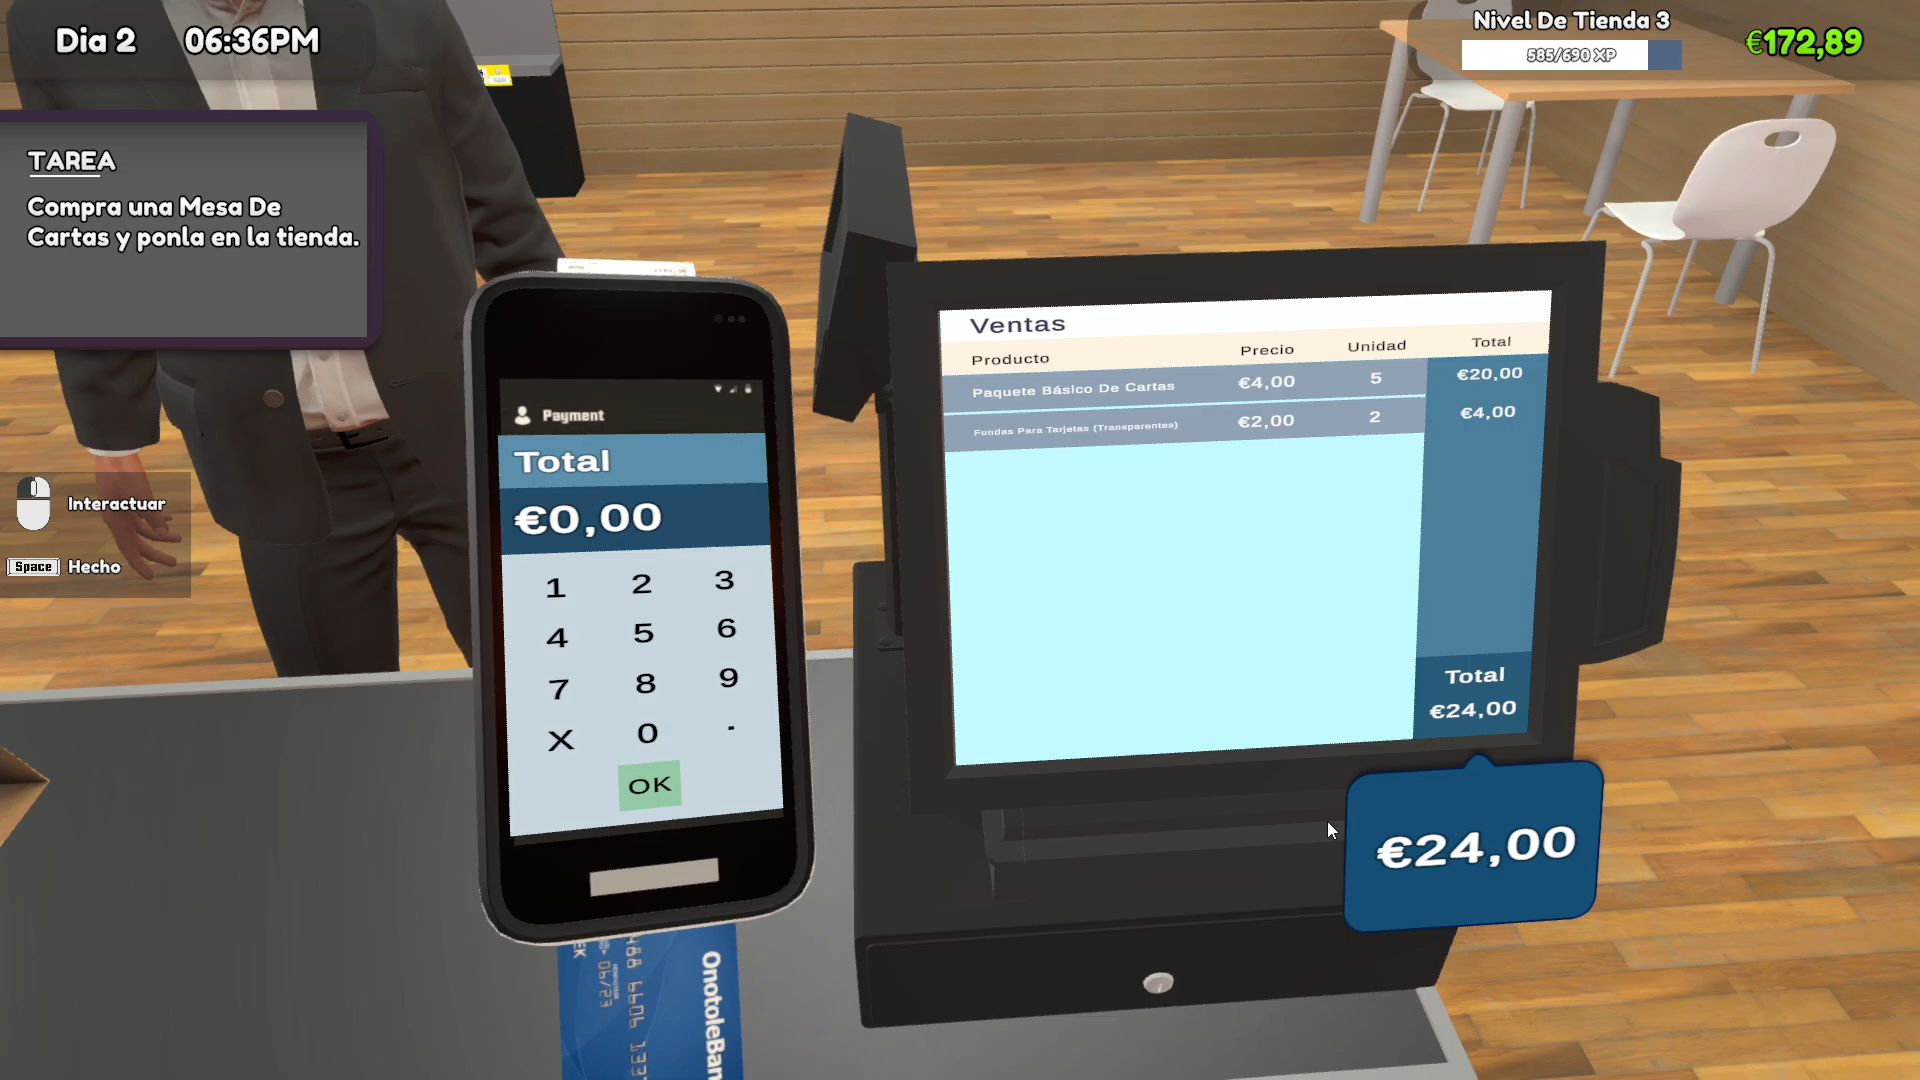 Dia 2 06:36PM
Nivel De Tienda 3
585/690 XP
€172,89
TAREA
Compra una Mesa De
Cartas y ponla en la tienda.
Interactuar
Space Hecho
Payment
Total
€0,00
1 2 3
4 5 6
7 8 9
X 0 .
OK
Ventas
Producto Precio Unidad Total
Paquete Básico De Cartas €4,00 5 €20,00
Fundas Para Tarjetas (Transparentes) €2,00 2 €4,00
Total
€24,00
€24,00
OnotoleBan